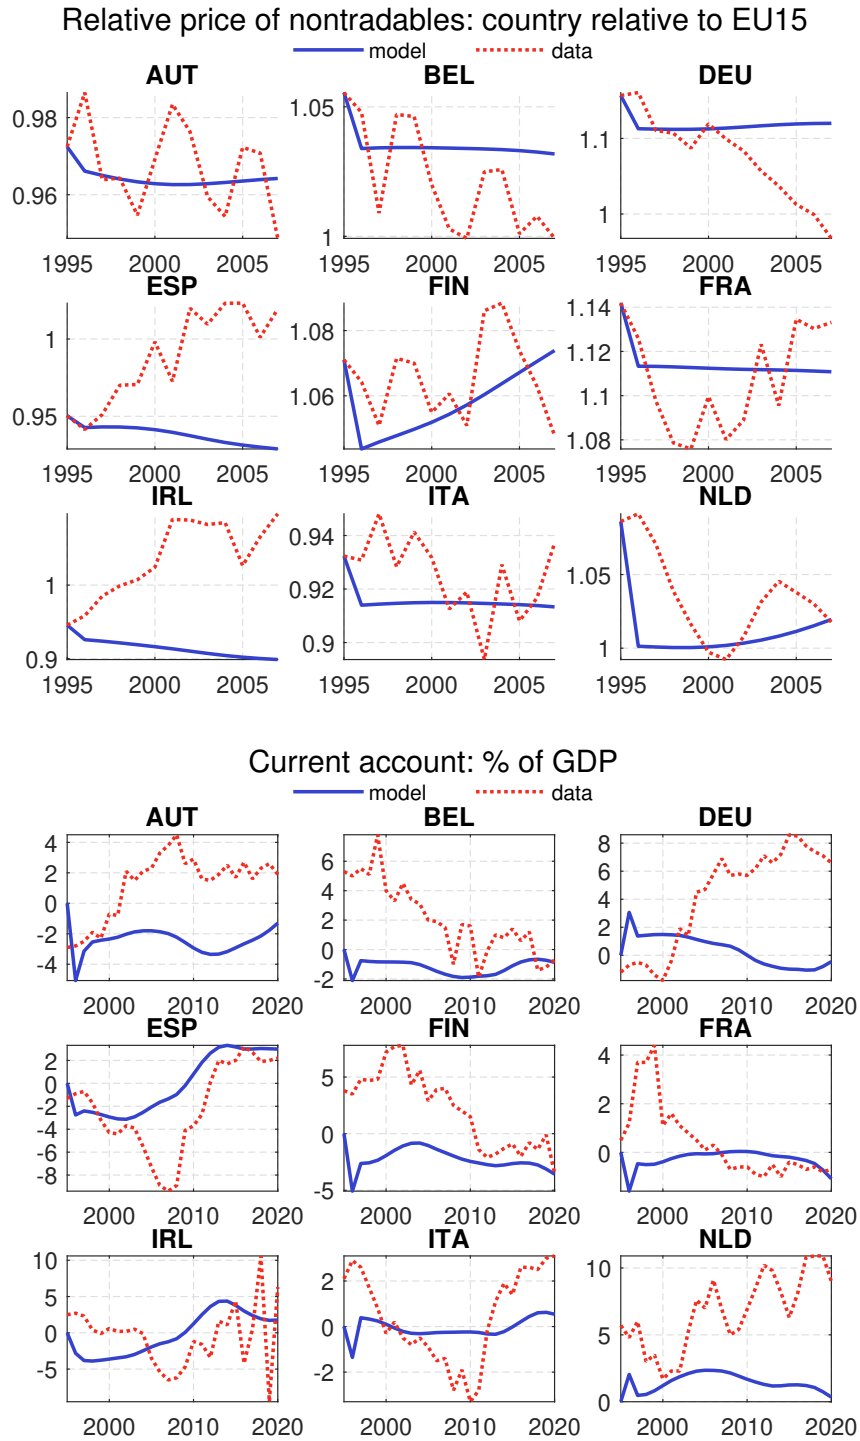 Relative price of nontradables: country relative to EU15
model data
AUT BEL DEU
0.98
0.96
1995 2000 2005
1.05
1
1995 2000 2005
1.1
1
1995 2000 2005
ESP FIN FRA
1
0.95
1995 2000 2005
1.08
1.06
1995 2000 2005
1.14
1.12
1.1
1.08
1995 2000 2005
IRL ITA NLD
1
0.9
1995 2000 2005
0.94
0.92
0.9
1995 2000 2005
1.05
1
1995 2000 2005
Current account: % of GDP
model data
AUT BEL DEU
4
2
0
-2
-4
2000 2010 2020
6
4
2
0
-2
2000 2010 2020
8
6
4
2
0
2000 2010 2020
ESP FIN FRA
2
0
-2
-4
-6
-8
2000 2010 2020
5
0
-5
2000 2010 2020
4
2
0
2000 2010 2020
IRL ITA NLD
10
5
0
-5
2000 2010 2020
2
0
-2
2000 2010 2020
10
5
0
2000 2010 2020